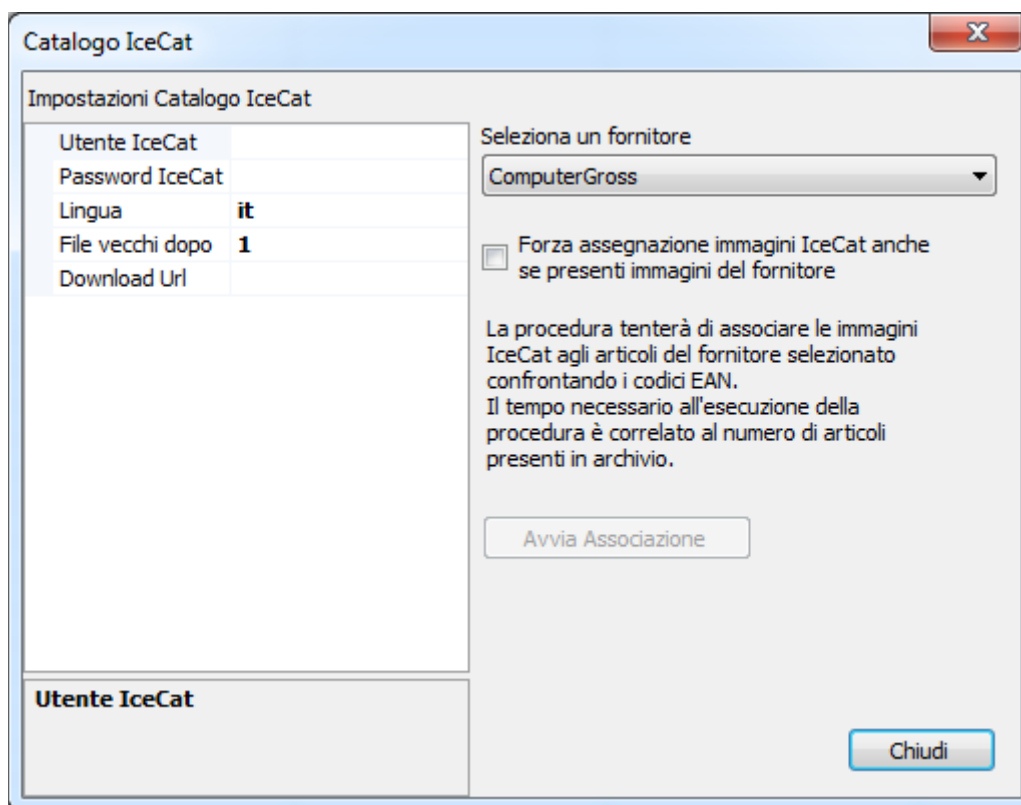 Catalogo IceCat
Impostazioni Catalogo IceCat
Utente IceCat
Password IceCat
Lingua it
File vecchi dopo 1
Download Url
Utente IceCat
Seleziona un fornitore
ComputerGross
Forza assegnazione immagini IceCat anche
se presenti immagini del fornitore
La procedura tenterà di associare le immagini
IceCat agli articoli del fornitore selezionato
confrontando i codici EAN.
Il tempo necessario all'esecuzione della
procedura è correlato al numero di articoli
presenti in archivio.
Avvia Associazione
Chiudi